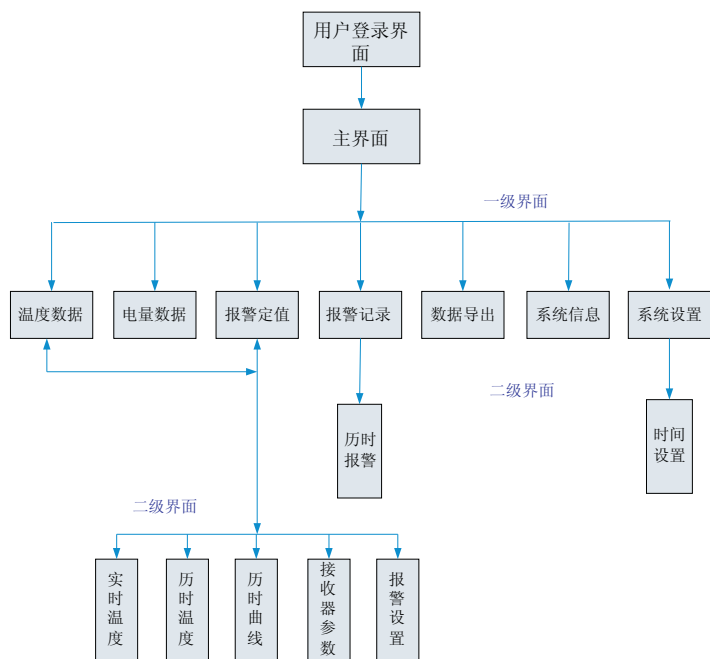 用户登录界
面
主界面
一级界面
温度数据
电量数据
报警定值
报警记录
数据导出
系统信息
系统设置
二级界面
历时
报警
时间
设置
二级界面
实时温度
历时温度
历时曲线
接收器参数
报警设置